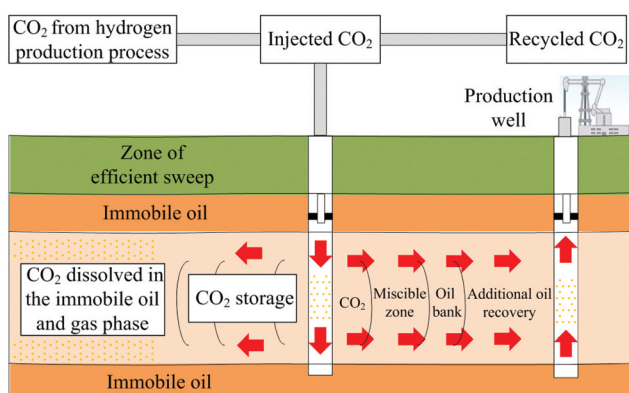 CO₂ from hydrogen
production process
Injected CO₂
Recycled CO₂
Production
well
Zone of
efficient sweep
Immobile oil
CO₂ dissolved in
the immobile oil
and gas phase
CO₂ storage
CO₂
Miscible
zone
Oil
bank
Additional oil
recovery
Immobile oil